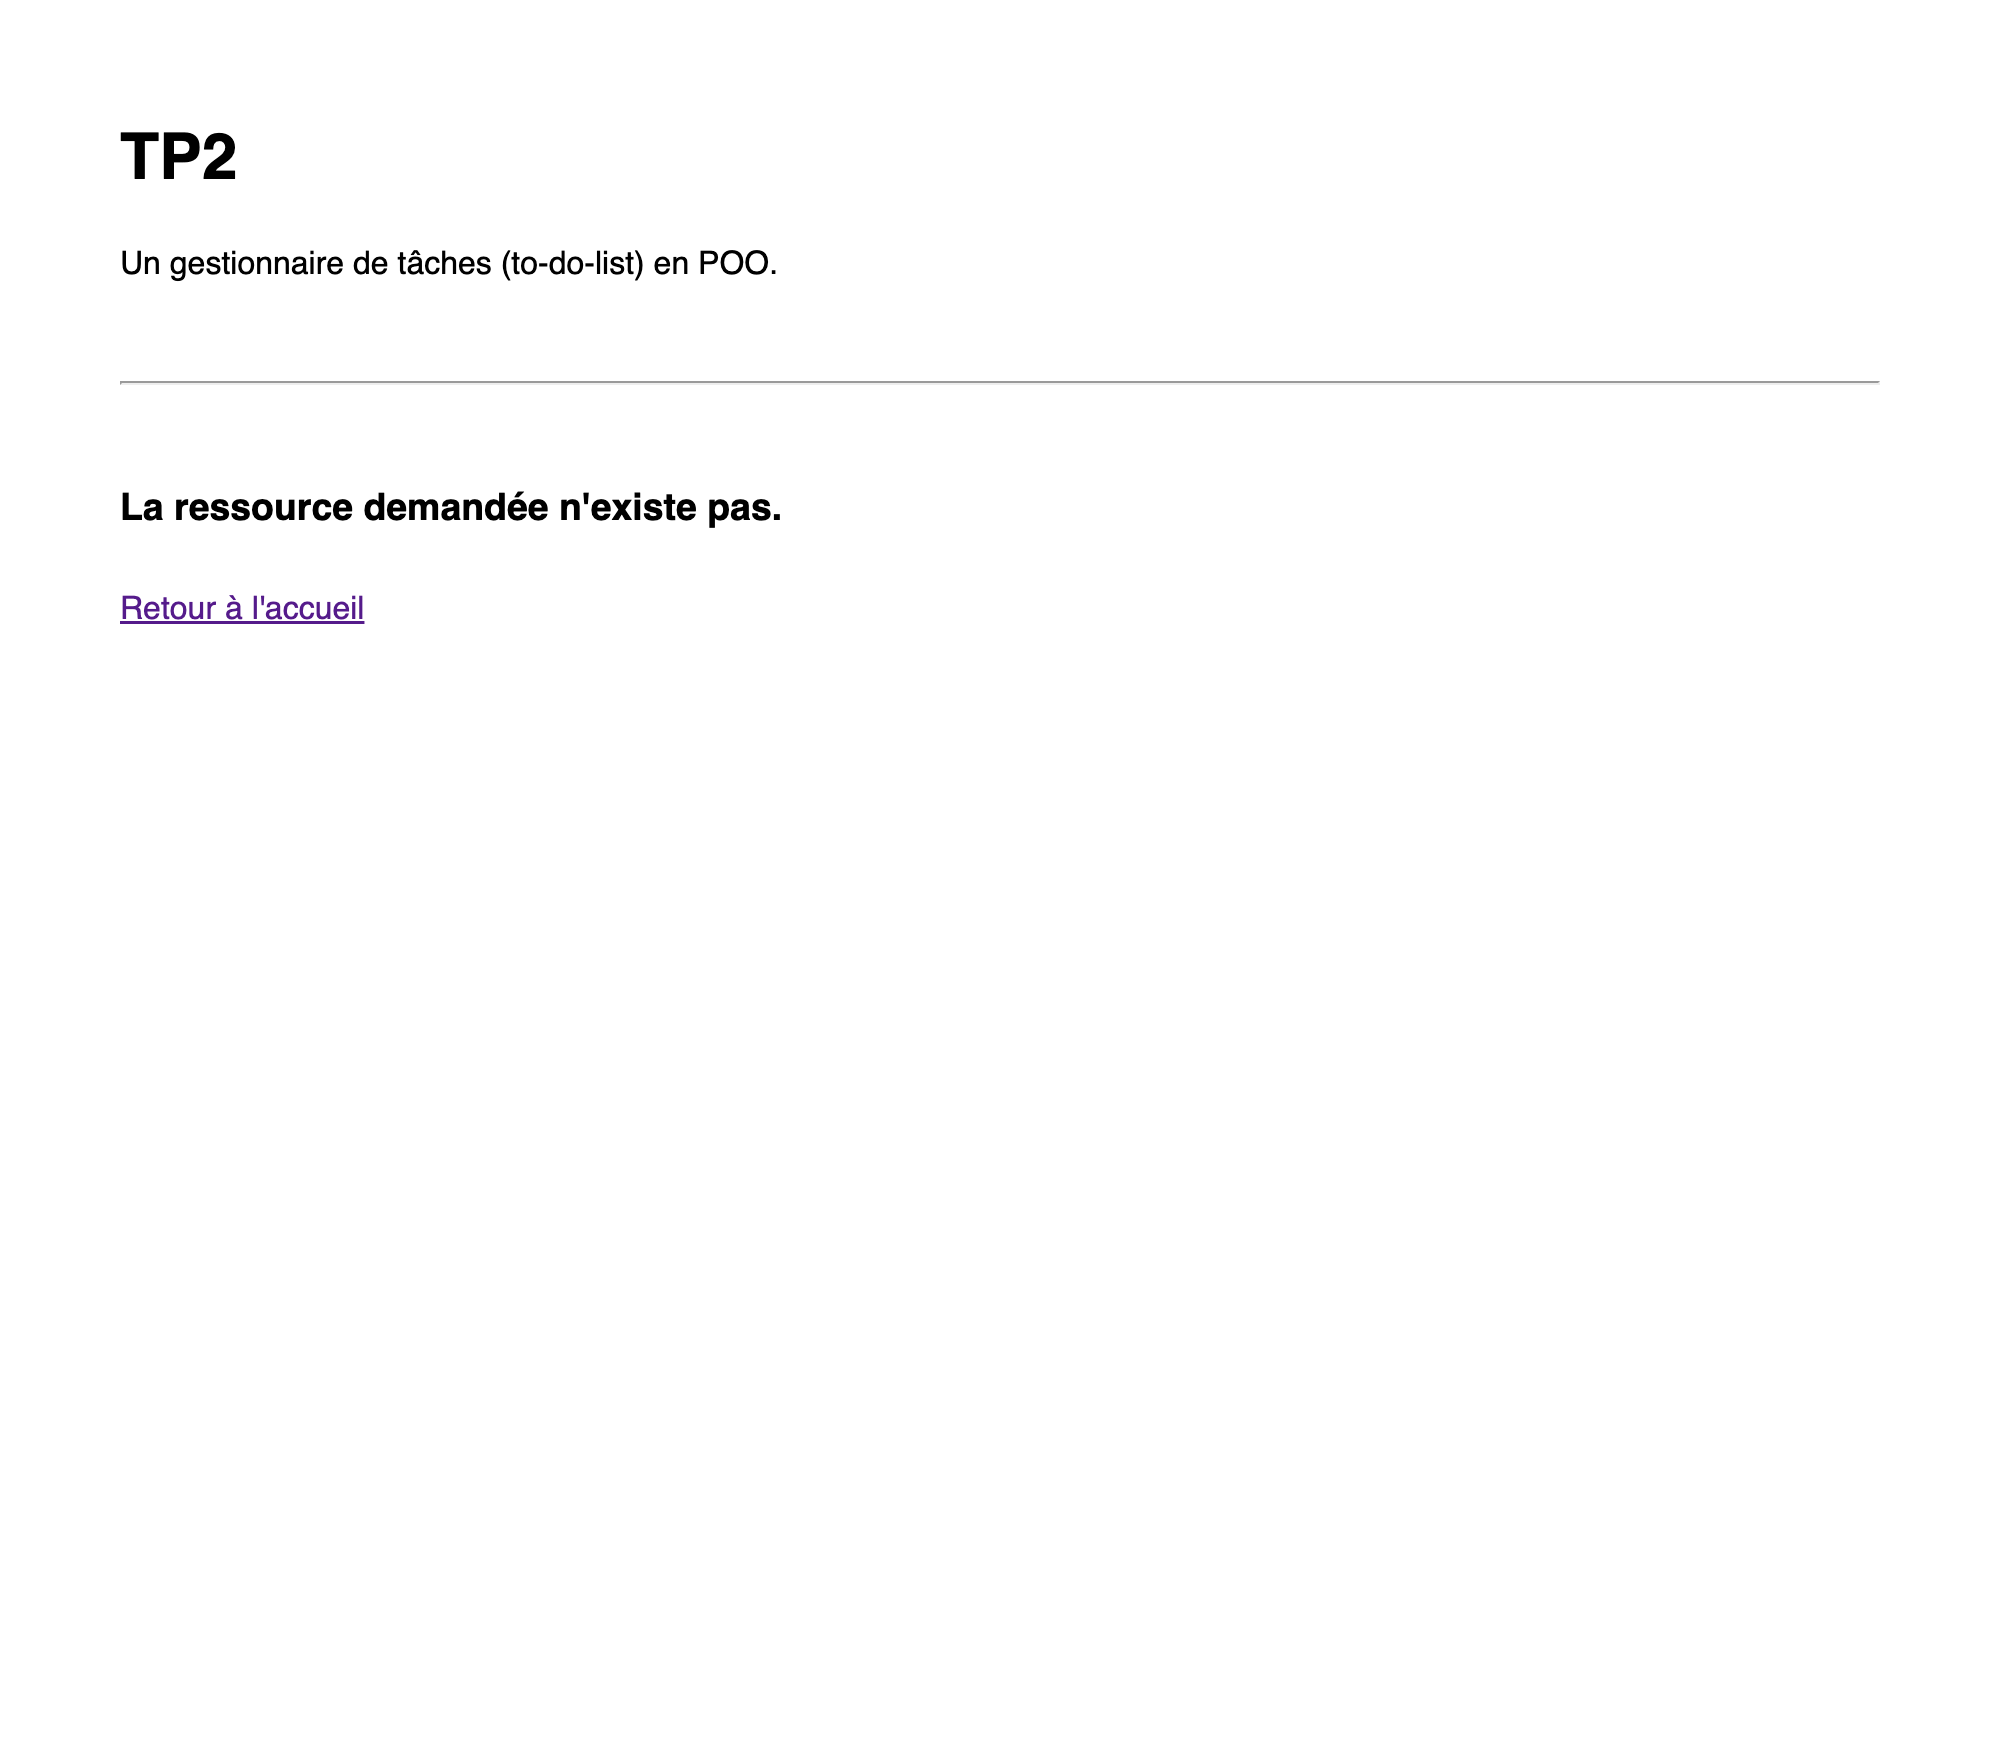 TP2
Un gestionnaire de tâches (to-do-list) en POO.
La ressource demandée n'existe pas.
Retour à l'accueil